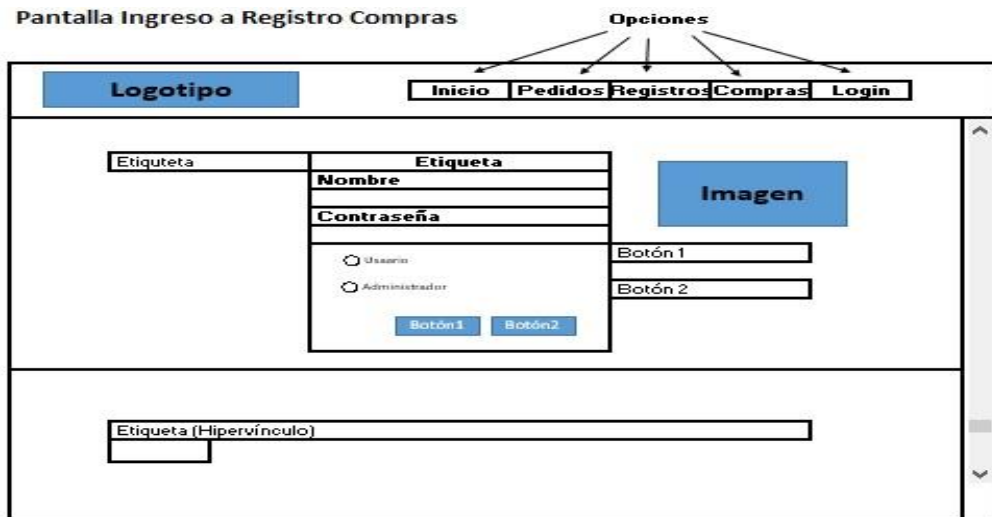 Pantalla Ingreso a Registro Compras
Opciones
Logotipo
Inicio Pedidos Registros Compras Login
Etiquteta
Etiqueta
Nombre
Contraseña
Imagen
Usuario
Administrador
Botón1 Botón2
Botón 1
Botón 2
Etiqueta (Hipervínculo)